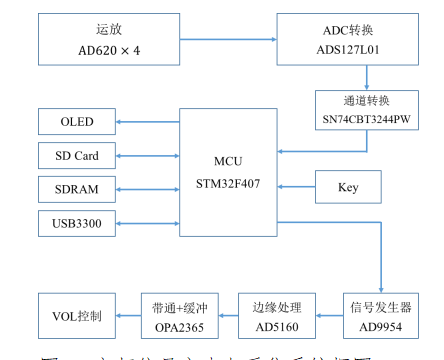 运放
AD620×4
ADC转换
ADS127L01
通道转换
SN74CBT3244PW
OLED
SD Card
SDRAM
USB3300
MCU
STM32F407
Key
VOL控制
带通+缓冲
OPA2365
边缘处理
AD5160
信号发生器
AD9954